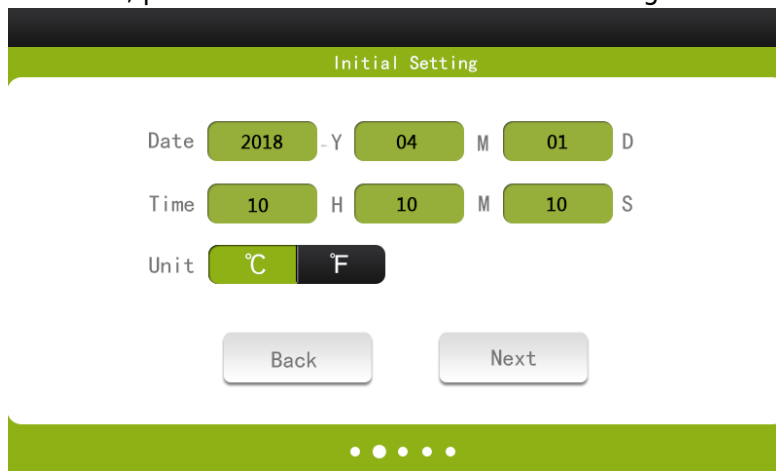 Initial Setting
Date 2018 -Y 04 M 01 D
Time 10 H 10 M 10 S
Unit ℃ ℉
Back Next